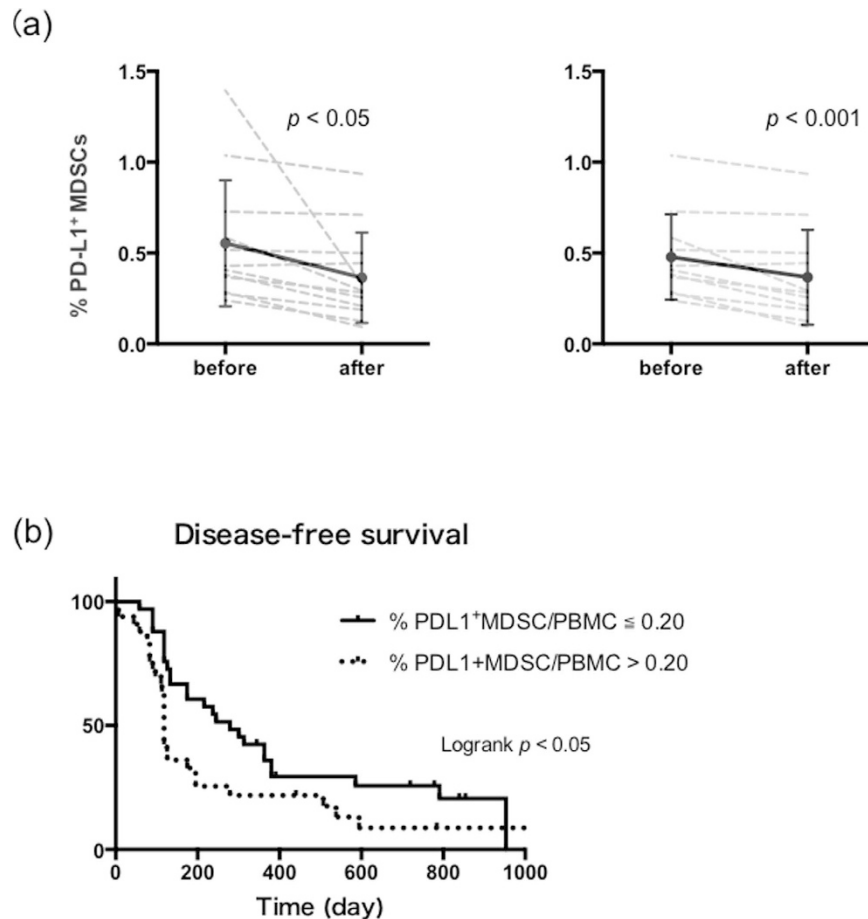 (a)
1.5
1.0
0.5
0.0
% PD-L1⁺ MDSCs
p < 0.05
before after
1.5
1.0
0.5
0.0
p < 0.001
before after
(b)
Disease-free survival
100
50
0
% PDL1⁺MDSC/PBMC ≦ 0.20
% PDL1+MDSC/PBMC > 0.20
Logrank p < 0.05
0 200 400 600 800 1000
Time (day)